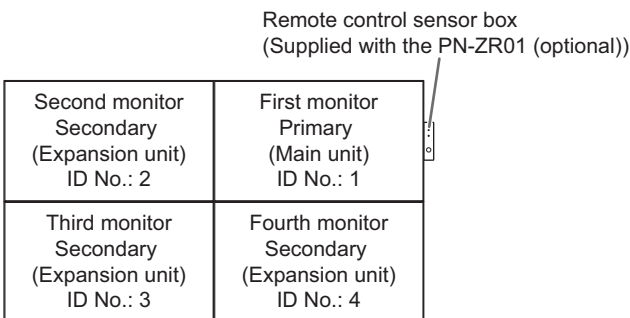 Remote control sensor box
(Supplied with the PN-ZR01 (optional))
Second monitor
Secondary
(Expansion unit)
ID No.: 2
First monitor
Primary
(Main unit)
ID No.: 1
Third monitor
Secondary
(Expansion unit)
ID No.: 3
Fourth monitor
Secondary
(Expansion unit)
ID No.: 4